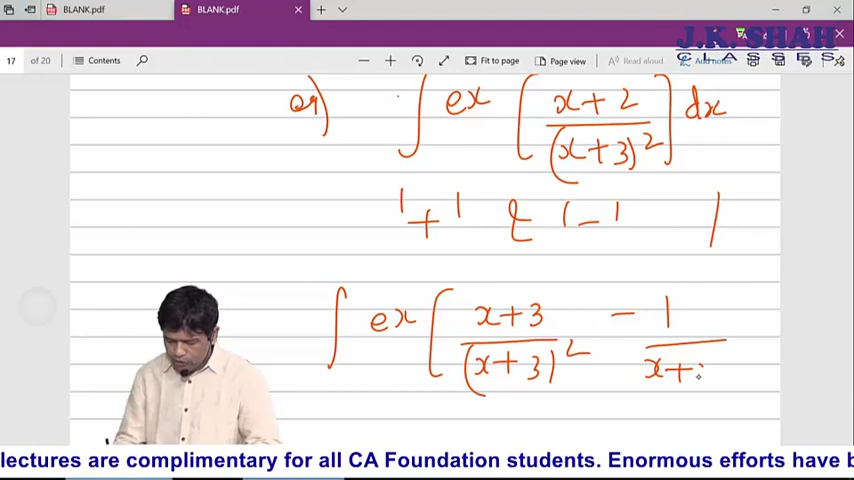 BLANK.pdf BLANK.pdf
J.K. SHAH
CLASSES
17 of 20 Contents Fit to page Page view Read aloud Add notes
Q1) ∫ ex [ x+2 / (x+3)² ] dx
1+1 & 1-1 |
∫ ex [ x+3 / (x+3)² - 1 / x+
lectures are complimentary for all CA Foundation students. Enormous efforts have b